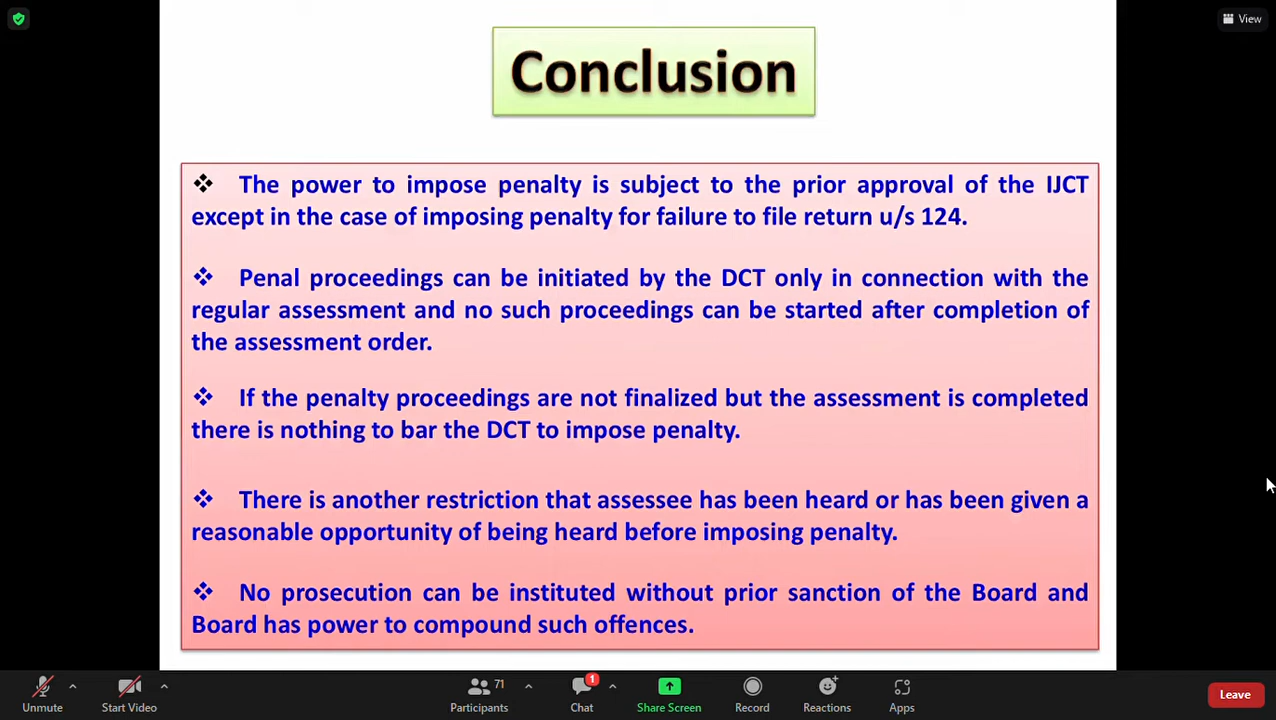 View
Conclusion
❖ The power to impose penalty is subject to the prior approval of the IJCT
except in the case of imposing penalty for failure to file return u/s 124.
❖ Penal proceedings can be initiated by the DCT only in connection with the
regular assessment and no such proceedings can be started after completion of
the assessment order.
❖ If the penalty proceedings are not finalized but the assessment is completed
there is nothing to bar the DCT to impose penalty.
❖ There is another restriction that assessee has been heard or has been given a
reasonable opportunity of being heard before imposing penalty.
❖ No prosecution can be instituted without prior sanction of the Board and
Board has power to compound such offences.
71
1
Unmute Start Video Participants Chat Share Screen Record Reactions Apps Leave